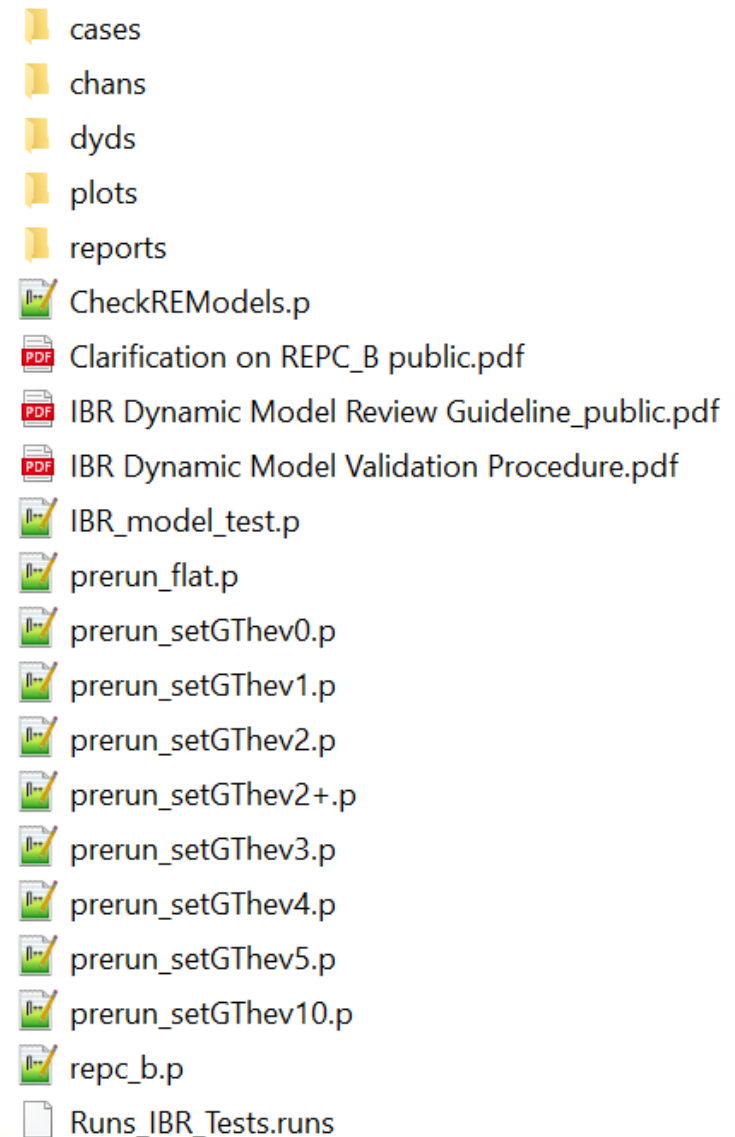 cases
chans
dyds
plots
reports
CheckREModels.p
Clarification on REPC_B public.pdf
IBR Dynamic Model Review Guideline_public.pdf
IBR Dynamic Model Validation Procedure.pdf
IBR_model_test.p
prerun_flat.p
prerun_setGThev0.p
prerun_setGThev1.p
prerun_setGThev2.p
prerun_setGThev2+.p
prerun_setGThev3.p
prerun_setGThev4.p
prerun_setGThev5.p
prerun_setGThev10.p
repc_b.p
Runs_IBR_Tests.runs